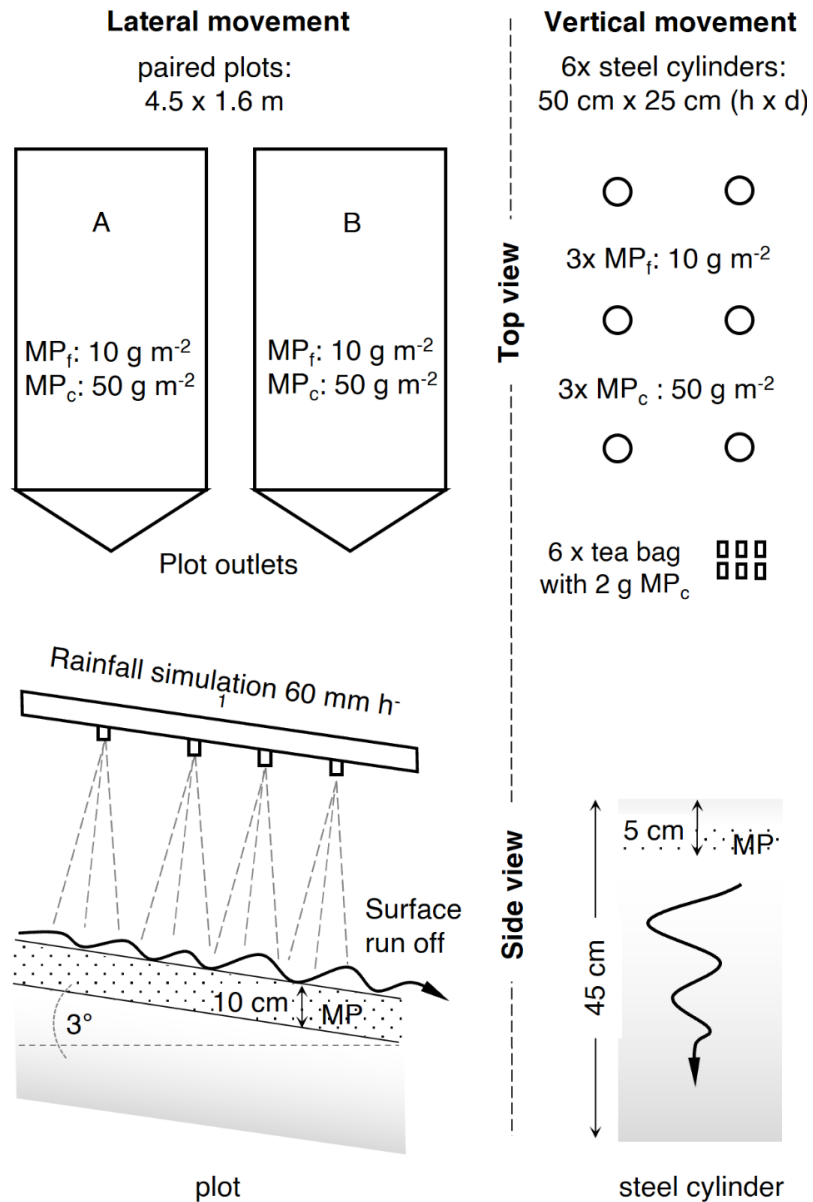 Lateral movement
paired plots:
4.5 x 1.6 m
A
B
MPf: 10 g m-2
MPc: 50 g m-2
MPf: 10 g m-2
MPc: 50 g m-2
Plot outlets
Rainfall simulation 60 mm h-
1
Surface
run off
10 cm
MP
3°
plot
Top view
Side view
Vertical movement
6x steel cylinders:
50 cm x 25 cm (h x d)
3x MPf: 10 g m-2
3x MPc : 50 g m-2
6 x tea bag
with 2 g MPc
5 cm
MP
45 cm
steel cylinder